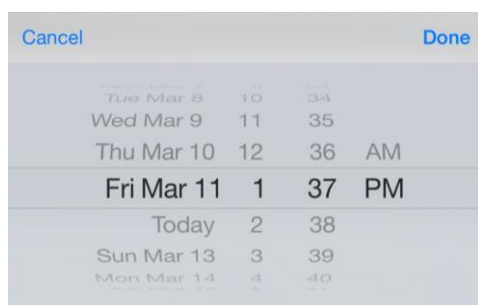 Cancel Done
Tue Mar 8 10 34
Wed Mar 9 11 35
Thu Mar 10 12 36 AM
Fri Mar 11 1 37 PM
Today 2 38
Sun Mar 13 3 39
Mon Mar 14 4 40